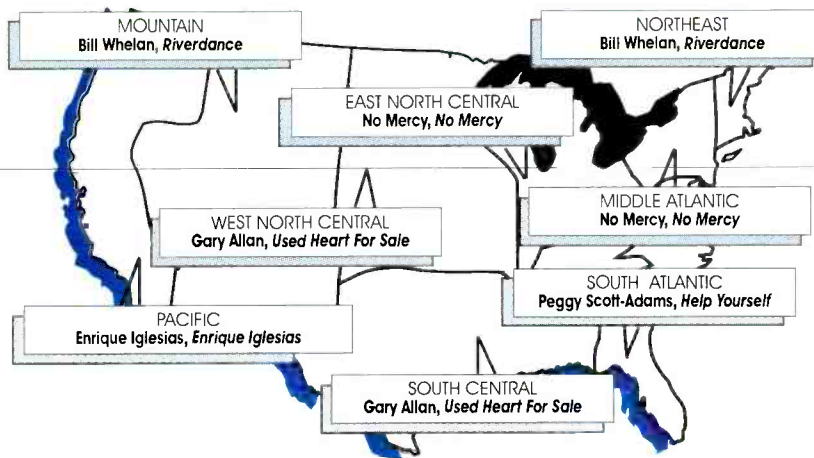 MOUNTAIN
Bill Whelan, Riverdance
NORTHEAST
Bill Whelan, Riverdance
EAST NORTH CENTRAL
No Mercy, No Mercy
WEST NORTH CENTRAL
Gary Allan, Used Heart For Sale
MIDDLE ATLANTIC
No Mercy, No Mercy
SOUTH ATLANTIC
Peggy Scott-Adams, Help Yourself
PACIFIC
Enrique Iglesias, Enrique Iglesias
SOUTH CENTRAL
Gary Allan, Used Heart For Sale